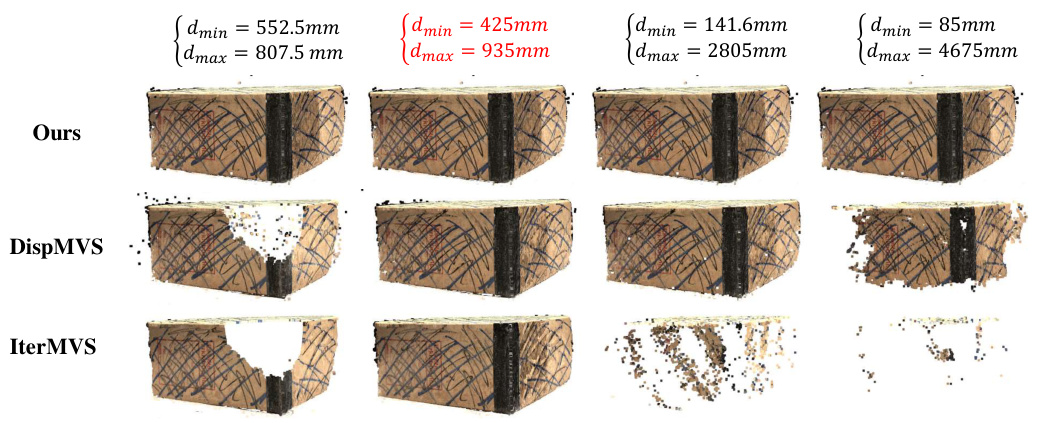 d_min = 552.5mm
d_max = 807.5 mm
d_min = 425mm
d_max = 935mm
d_min = 141.6mm
d_max = 2805mm
d_min = 85mm
d_max = 4675mm
Ours
DispMVS
IterMVS